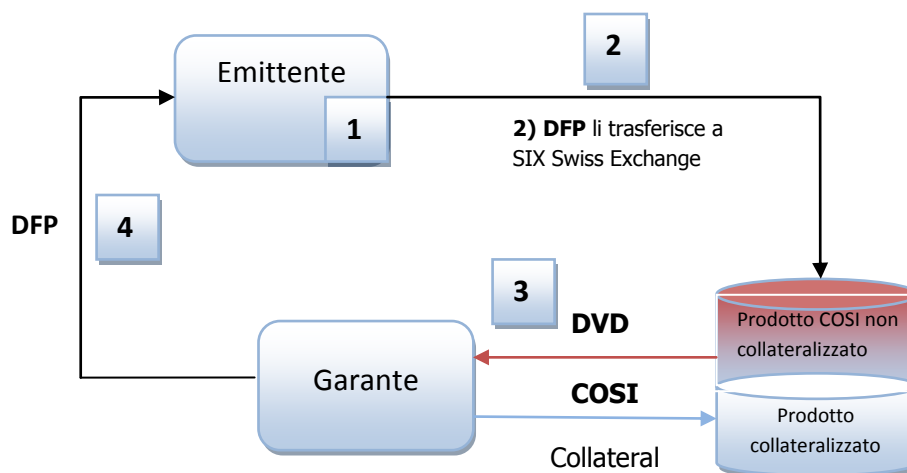 Emittente
1
2
2) DFP li trasferisce a
SIX Swiss Exchange
DFP
4
3
DVD
Prodotto COSI non
collateralizzato
Garante
COSI
Collateral
Prodotto
collateralizzato